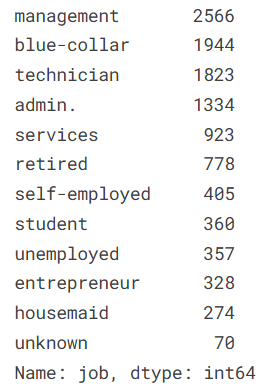 management 2566
blue-collar 1944
technician 1823
admin. 1334
services 923
retired 778
self-employed 405
student 360
unemployed 357
entrepreneur 328
housemaid 274
unknown 70
Name: job, dtype: int64